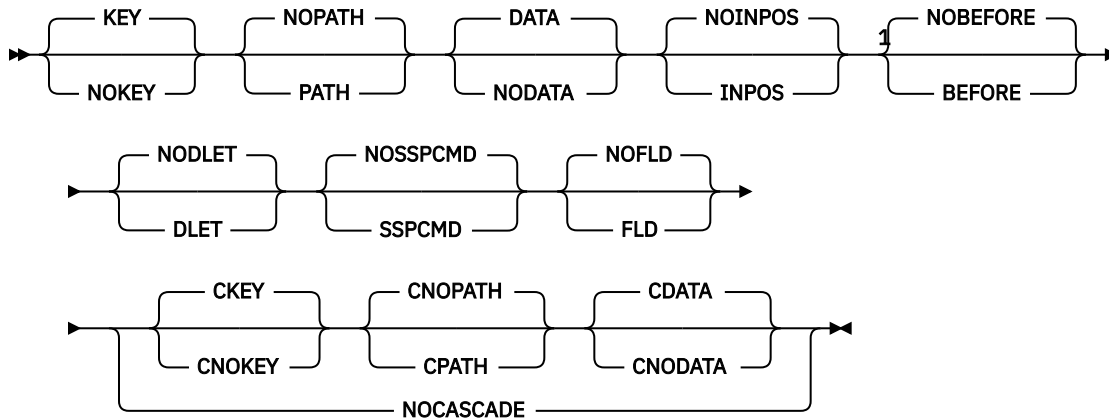 KEY NOPATH DATA NOINPOS NOBEFORE
1
NOKEY PATH NODATA INPOS BEFORE
NODLET NOSSPCMD NOFLD
DLET SSPCMD FLD
CKEY CNOPATH CDATA
CNOKEY CPATH CNODATA
NOCASCADE